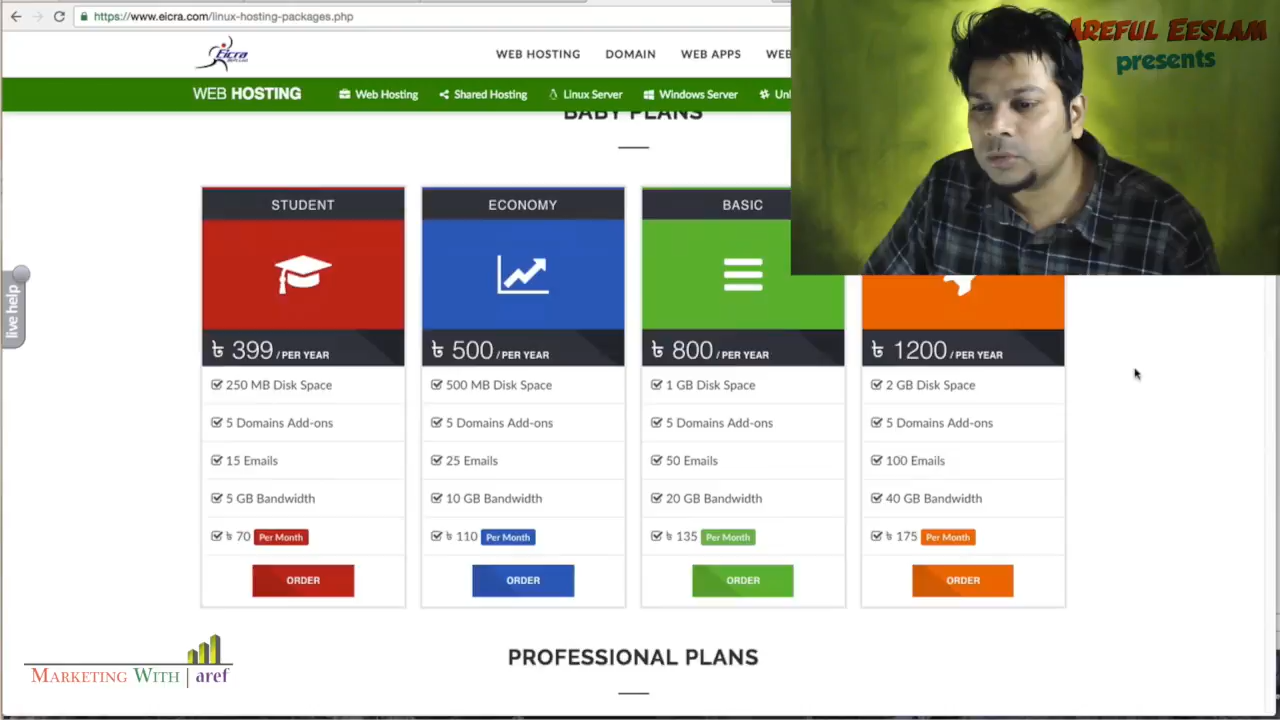 https://www.eicra.com/linux-hosting-packages.php
AREFUL EESLAM
presents
Eicra
WEB HOSTING
DOMAIN
WEB APPS
WEB
WEB HOSTING
Web Hosting
Shared Hosting
Linux Server
Windows Server
BABY PLANS
STUDENT
ECONOMY
BASIC
৳ 399 / PER YEAR
৳ 500 / PER YEAR
৳ 800 / PER YEAR
৳ 1200 / PER YEAR
250 MB Disk Space
500 MB Disk Space
1 GB Disk Space
2 GB Disk Space
5 Domains Add-ons
5 Domains Add-ons
5 Domains Add-ons
5 Domains Add-ons
15 Emails
25 Emails
50 Emails
100 Emails
5 GB Bandwidth
10 GB Bandwidth
20 GB Bandwidth
40 GB Bandwidth
৳ 70 Per Month
৳ 110 Per Month
৳ 135 Per Month
৳ 175 Per Month
ORDER
ORDER
ORDER
ORDER
live help
PROFESSIONAL PLANS
MARKETING WITH | aref